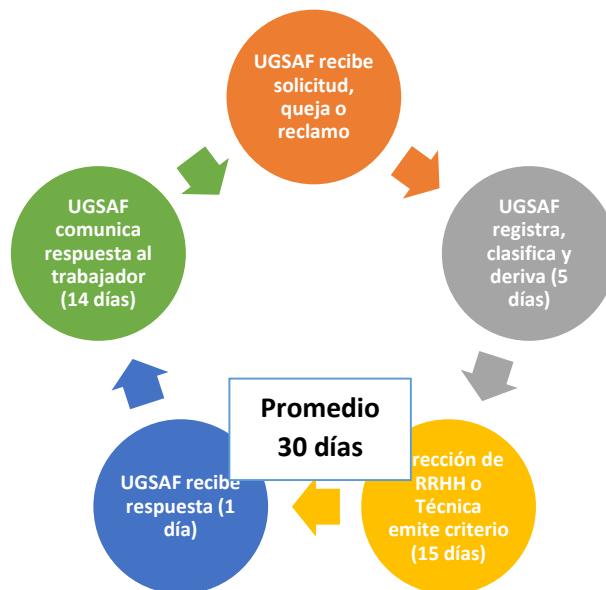 UGSAF recibe
solicitud,
queja o
reclamo
UGSAF
registra,
clasifica y
deriva (5
días)
rección de
RRHH o
Técnica
emite criterio
(15 días)
UGSAF recibe
respuesta (1
día)
UGSAF
comunica
respuesta al
trabajador
(14 días)
Promedio
30 días